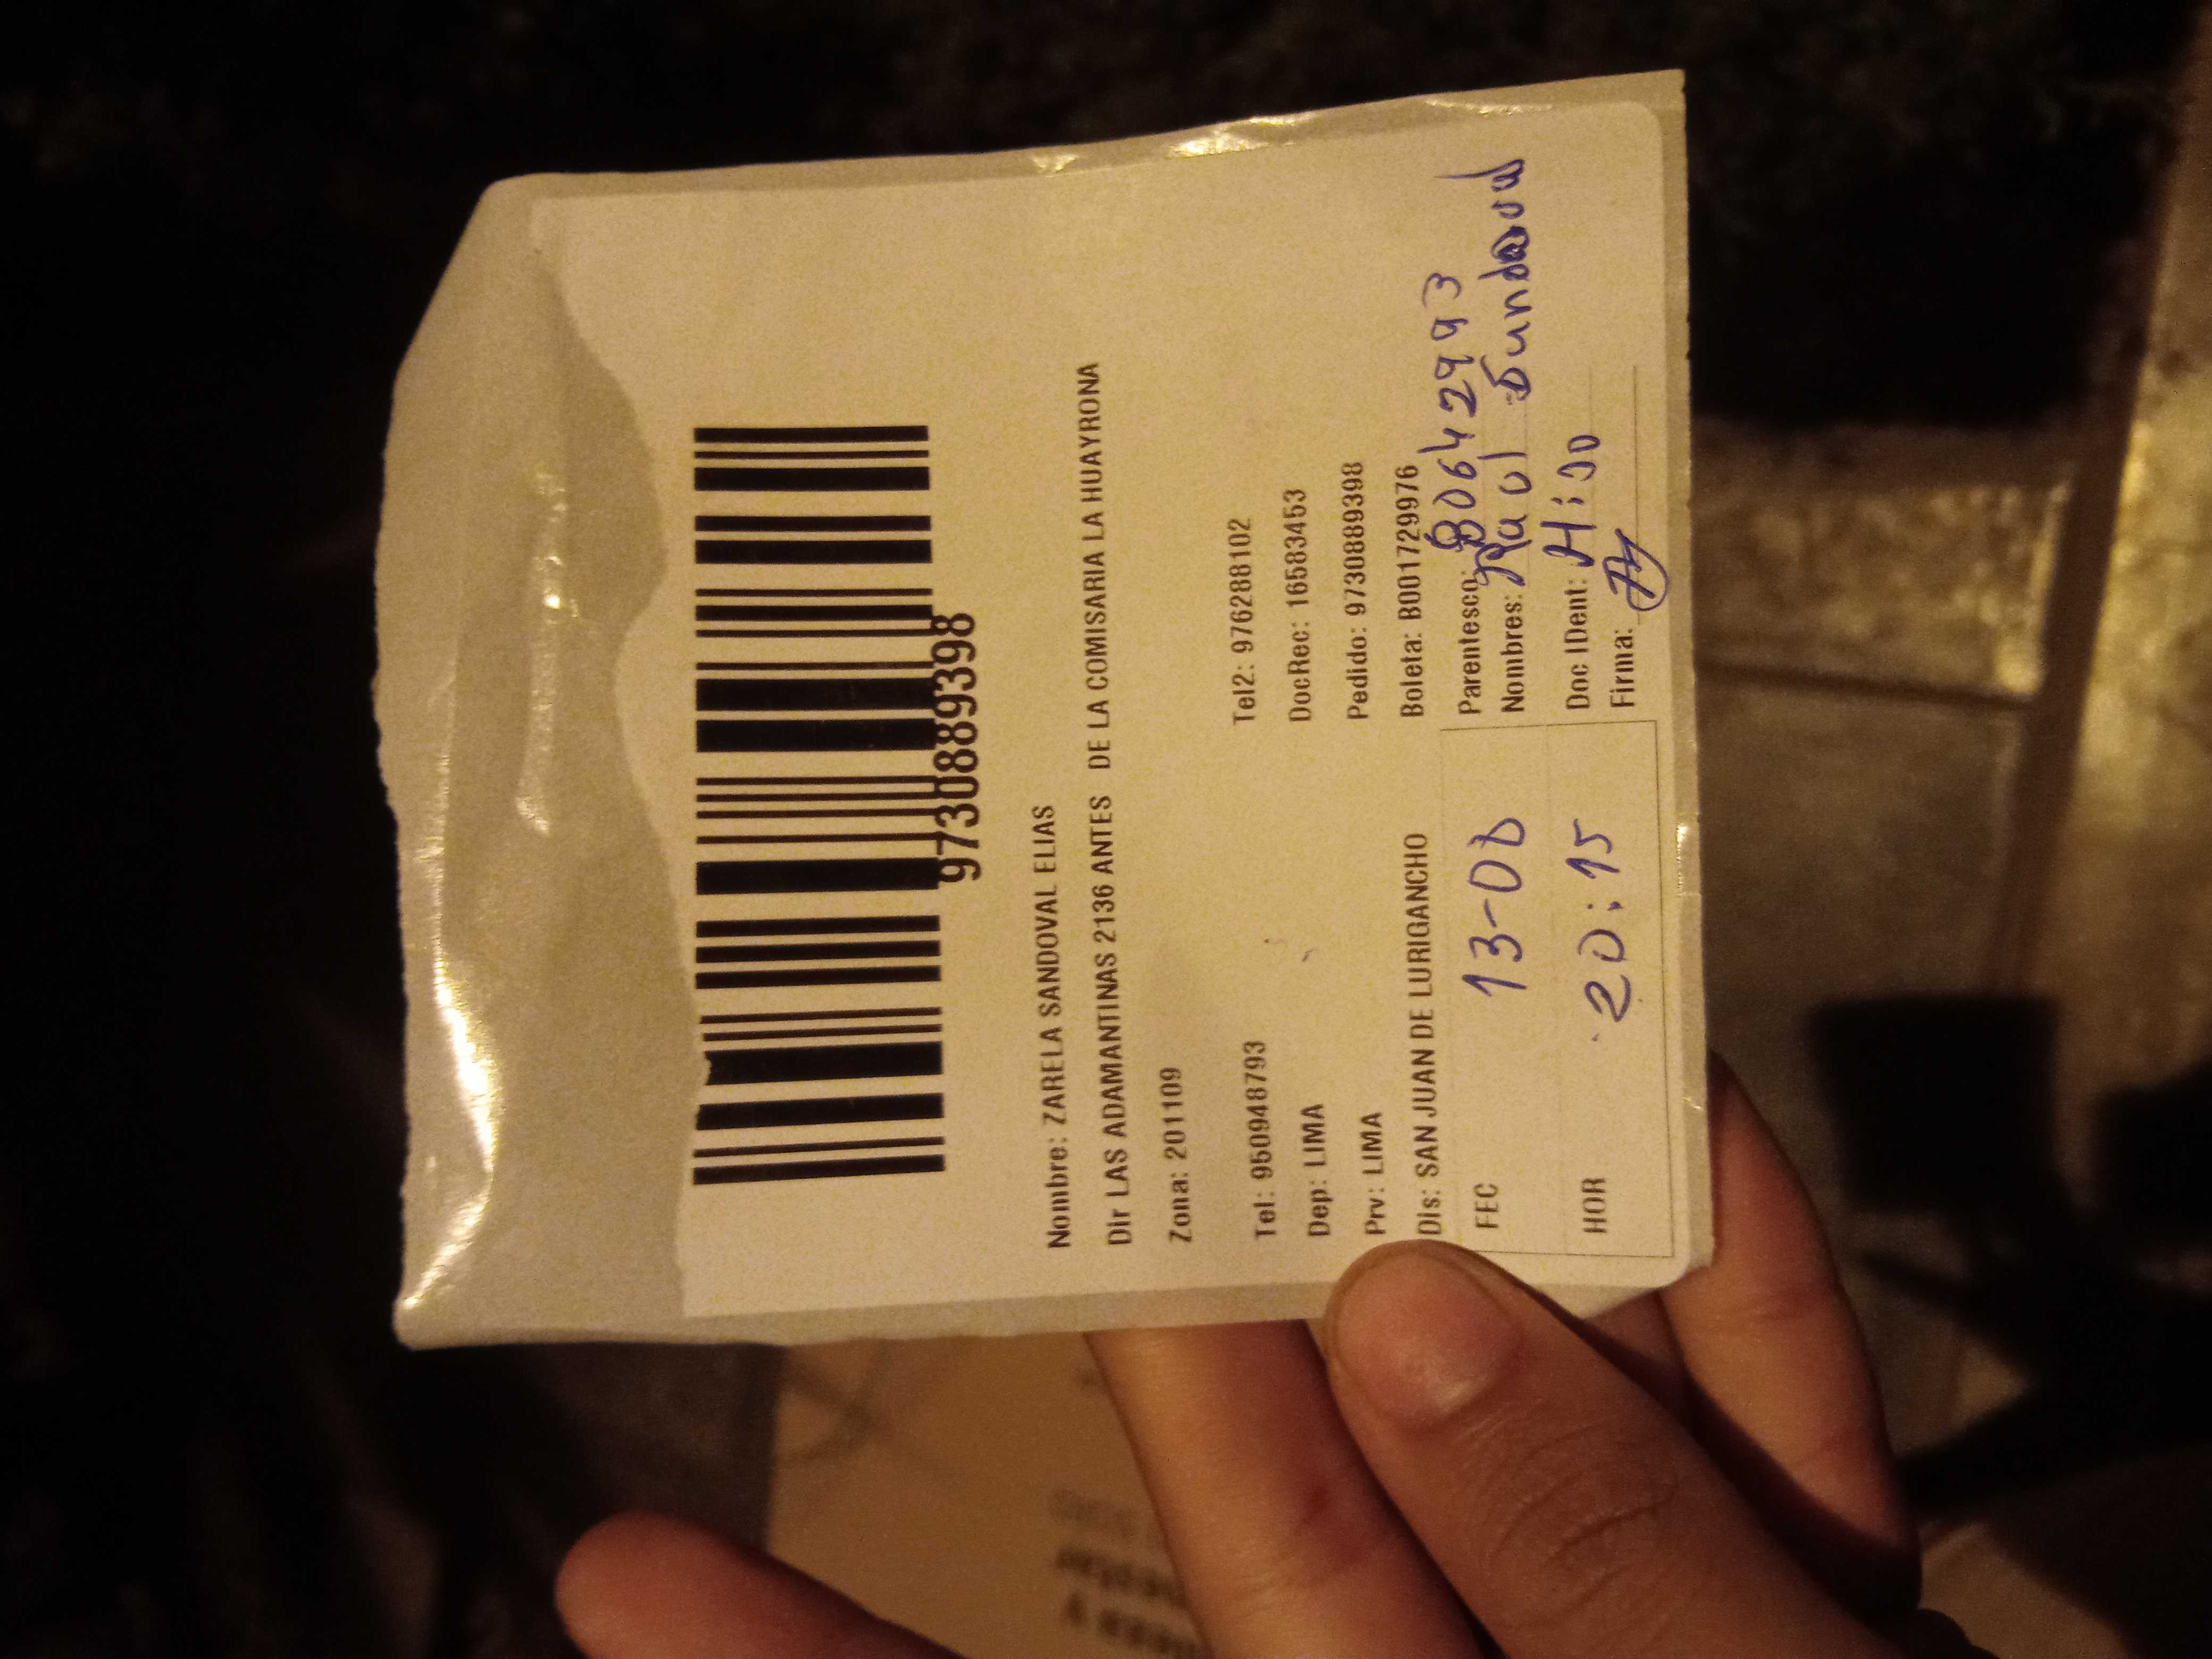 9730889398
Nombre: ZARELA SANDOVAL ELIAS
Dir LAS ADAMANTINAS 2136 ANTES DE LA COMISARIA LA HUAYRONA
Zona: 201109
Tel: 950948793 Tel2: 976288102
Dep: LIMA DocRec: 16583453
Prv: LIMA Pedido: 9730889398
Dis: SAN JUAN DE LURIGANCHO Boleta: B001729976
FEC 13-08 Parentesco: 80642993
Nombres: Raul Sandoval
HOR 20:15 Doc IDent: Hijo
Firma: